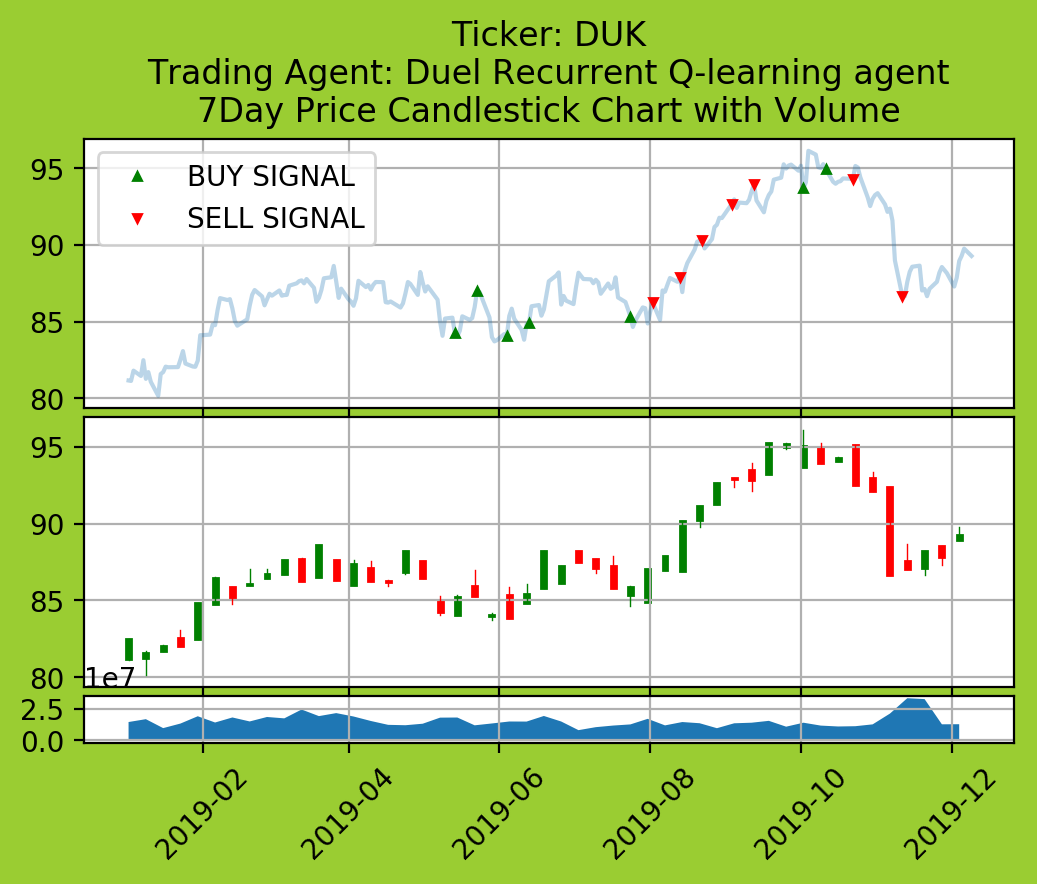 Ticker: DUK
Trading Agent: Duel Recurrent Q-learning agent
7Day Price Candlestick Chart with Volume
BUY SIGNAL
SELL SIGNAL
95
90
85
80
95
90
85
80
1e7
2.5
0.0
2019-02
2019-04
2019-06
2019-08
2019-10
2019-12